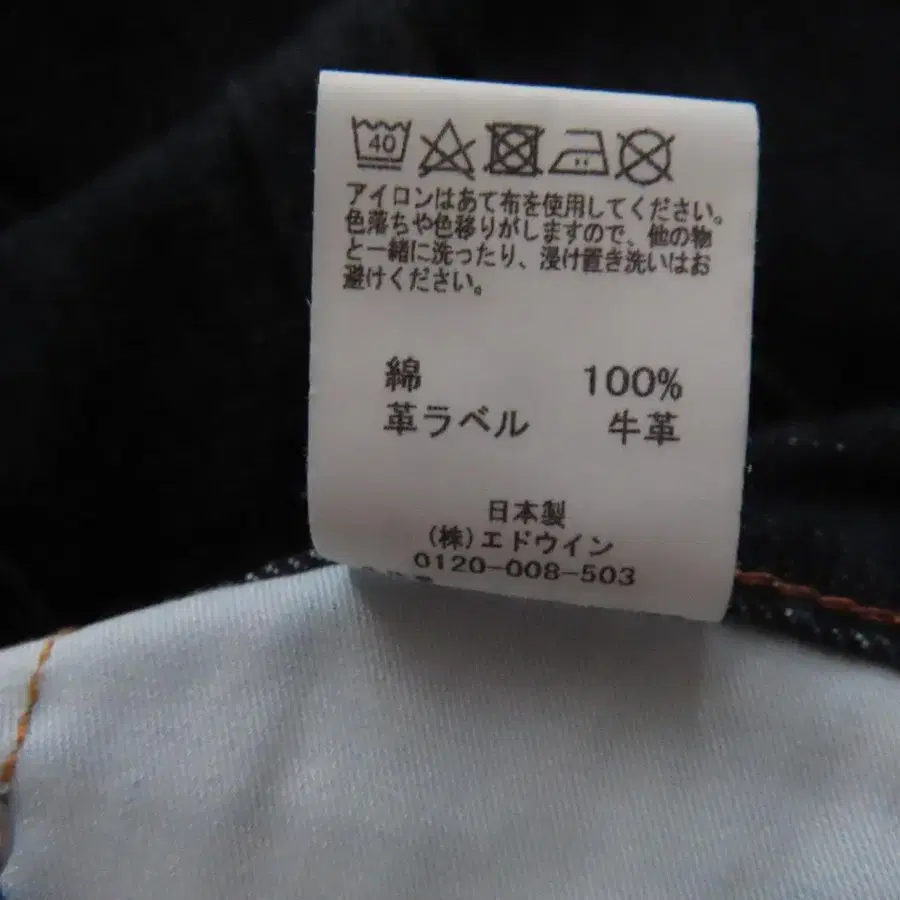 40
アイロンはあて布を使用してください。
色落ちや色移りがしますので、他の物
と一緒に洗ったり、浸け置き洗いはお
避けください。
綿 100%
革ラベル 牛革
日本製
(株)エドウイン
0120-008-503